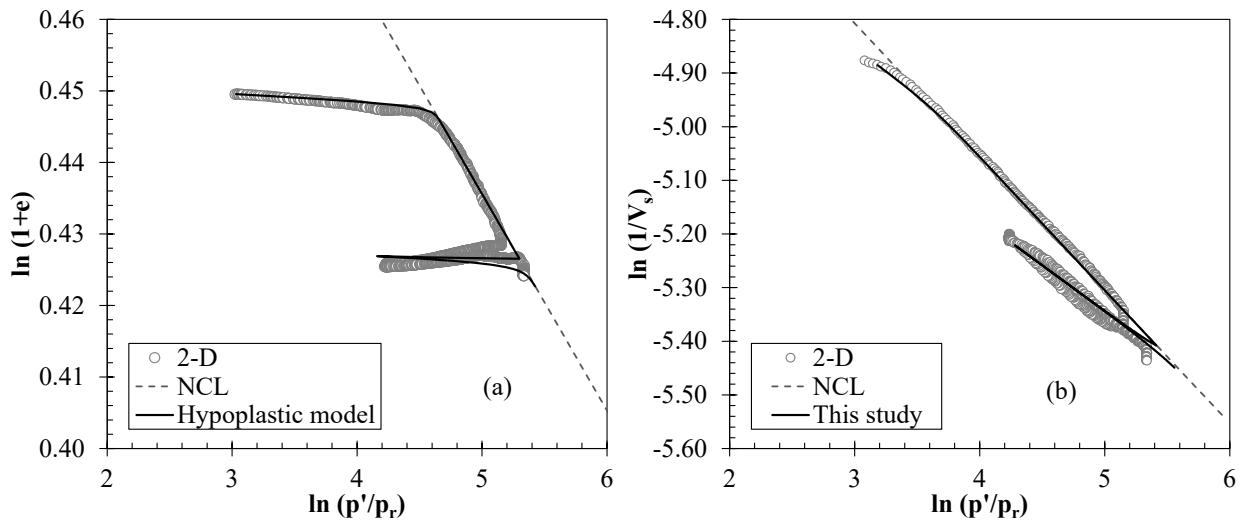 0.46
0.45
0.44
0.43
0.42
0.41
0.40
ln (1+e)
2-D
NCL
Hypoplastic model
(a)
2 3 4 5 6
ln (p'/pr)
-4.80
-4.90
-5.00
-5.10
-5.20
-5.30
-5.40
-5.50
-5.60
ln (1/Vs)
2-D
NCL
This study
(b)
2 3 4 5 6
ln (p'/pr)